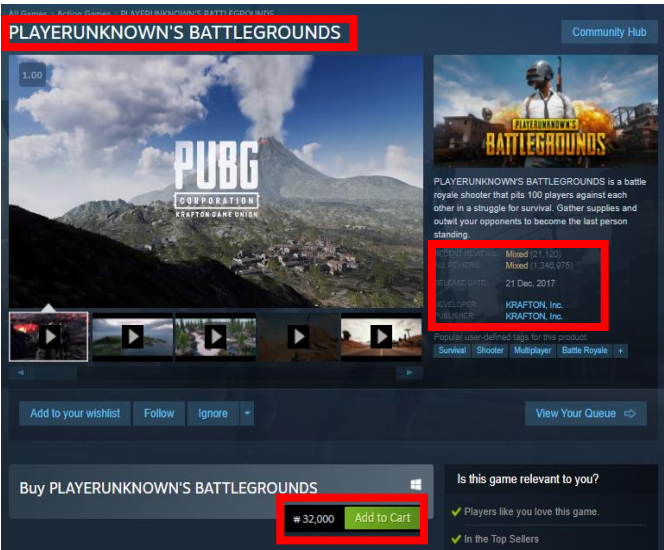 All Games > Action Games > PLAYERUNKNOWN'S BATTLEGROUNDS
PLAYERUNKNOWN'S BATTLEGROUNDS
Community Hub
1.00
PUBG
CORPORATION
KRAFTON GAME UNION
PLAYERUNKNOWN'S
BATTLEGROUNDS
PLAYERUNKNOWN'S BATTLEGROUNDS is a battle
royale shooter that pits 100 players against each
other in a struggle for survival. Gather supplies and
outwit your opponents to become the last person
standing.
RECENT REVIEWS: Mixed (21,120)
ALL REVIEWS: Mixed (1,346,975)
RELEASE DATE: 21 Dec, 2017
DEVELOPER: KRAFTON, Inc.
PUBLISHER: KRAFTON, Inc.
Popular user-defined tags for this product:
Survival Shooter Multiplayer Battle Royale +
Add to your wishlist Follow Ignore View Your Queue
Buy PLAYERUNKNOWN'S BATTLEGROUNDS
₩ 32,000 Add to Cart
Is this game relevant to you?
Players like you love this game.
In the Top Sellers